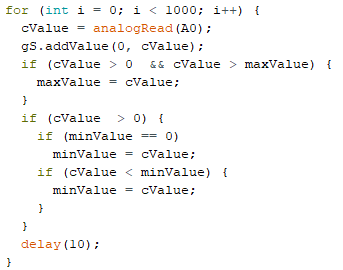 for (int i = 0; i < 1000; i++) {
  cValue = analogRead(A0);
  gS.addValue(0, cValue);
  if (cValue > 0  && cValue > maxValue) {
    maxValue = cValue;
  }
  if (cValue  > 0) {
    if (minValue == 0)
      minValue = cValue;
    if (cValue < minValue) {
      minValue = cValue;
    }
  }
  delay(10);
}